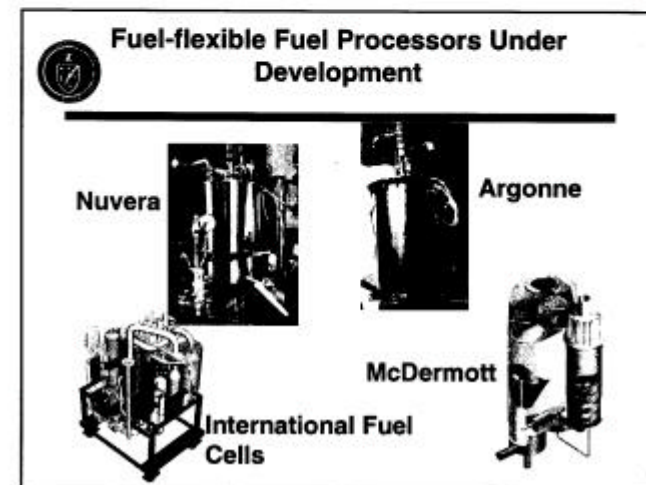 Fuel-flexible Fuel Processors Under
Development
Nuvera
Argonne
McDermott
International Fuel
Cells